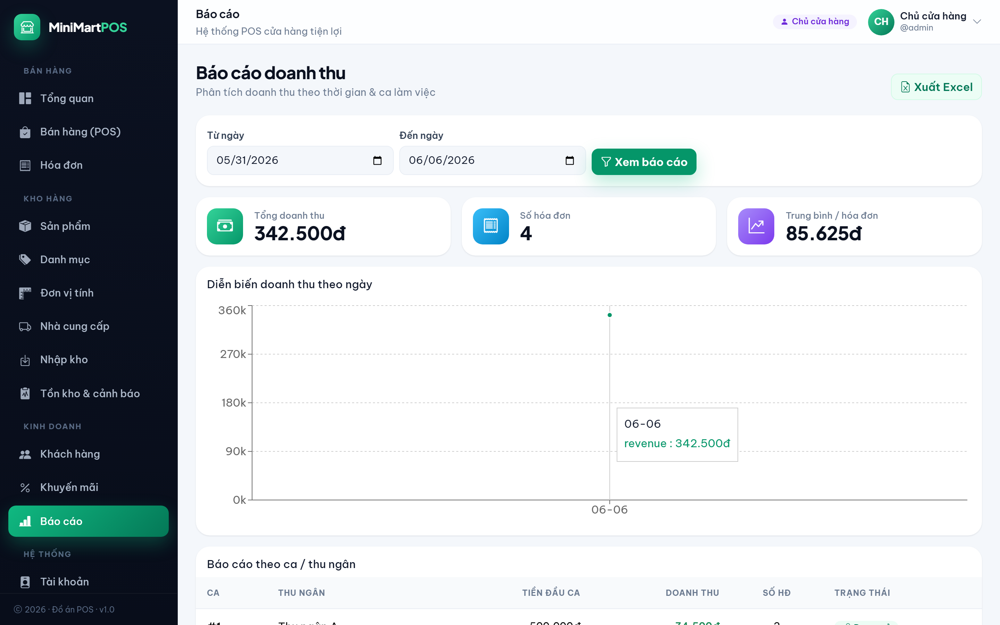 MiniMartPOS
BÁN HÀNG
Tổng quan
Bán hàng (POS)
Hóa đơn
KHO HÀNG
Sản phẩm
Danh mục
Đơn vị tính
Nhà cung cấp
Nhập kho
Tồn kho & cảnh báo
KINH DOANH
Khách hàng
Khuyến mãi
Báo cáo
HỆ THỐNG
Tài khoản
© 2026 · Đồ án POS · v1.0
Báo cáo
Hệ thống POS cửa hàng tiện lợi
Chủ cửa hàng
CH
Chủ cửa hàng
@admin
Báo cáo doanh thu
Phân tích doanh thu theo thời gian & ca làm việc
Xuất Excel
Từ ngày
Đến ngày
05/31/2026
06/06/2026
Xem báo cáo
Tổng doanh thu
342.500đ
Số hóa đơn
4
Trung bình / hóa đơn
85.625đ
Diễn biến doanh thu theo ngày
360k
270k
180k
90k
0k
06-06
revenue : 342.500đ
06-06
Báo cáo theo ca / thu ngân
CA THU NGÂN TIỀN ĐẦU CA DOANH THU SỐ HĐ TRẠNG THÁI
#1 Thu ngân A 500.000đ 74.500đ